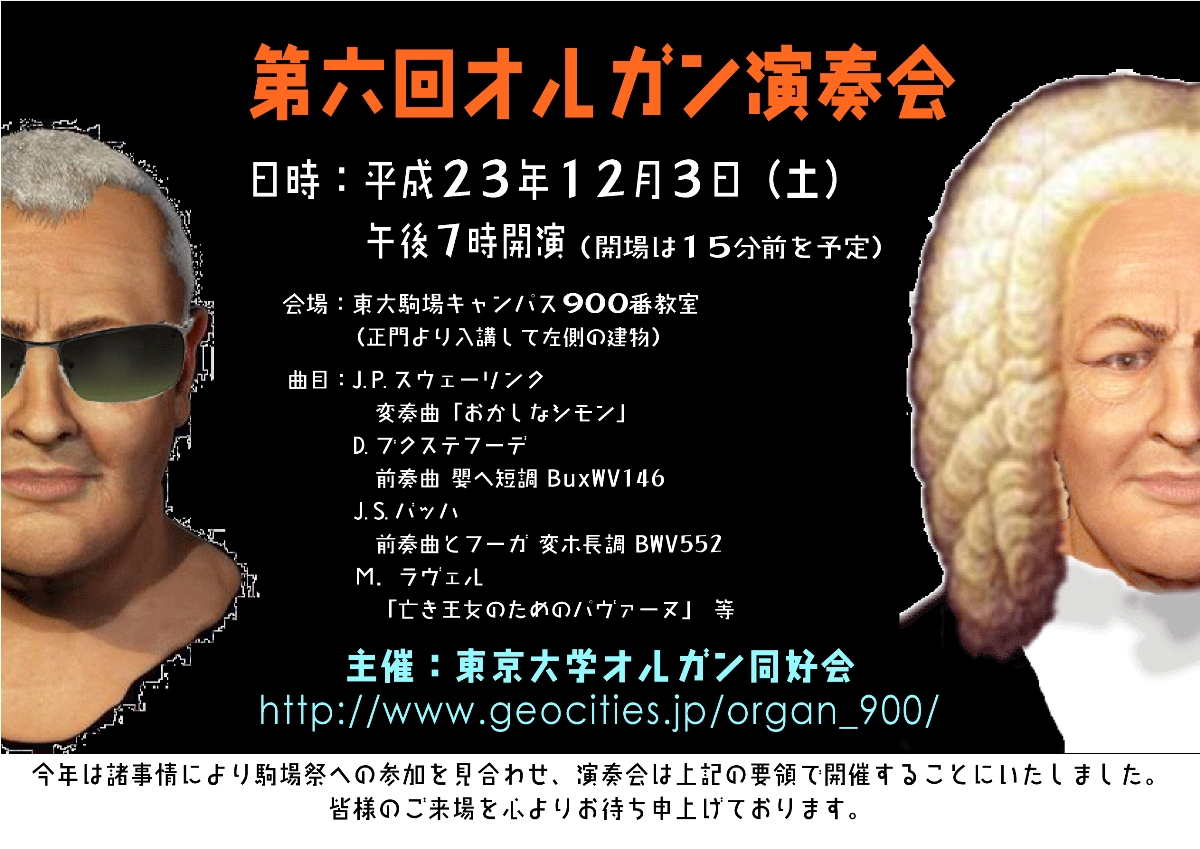 第六回オルガン演奏会
日時：平成２３年１２月３日（土）
午後７時開演（開場は１５分前を予定）
会場：東大駒場キャンパス900番教室
（正門より入講して左側の建物）
曲目：J.P.スウェーリンク
変奏曲「おかしなシモン」
D.ブクステフーデ
前奏曲 嬰ヘ短調 BuxWV146
J.S.バッハ
前奏曲とフーガ 変ホ長調 BWV552
M. ラヴェル
「亡き王女のためのパヴァーヌ」 等
主催：東京大学オルガン同好会
http://www.geocities.jp/organ_900/
今年は諸事情により駒場祭への参加を見合わせ、演奏会は上記の要領で開催することにいたしました。
皆様のご来場を心よりお待ち申上げております。